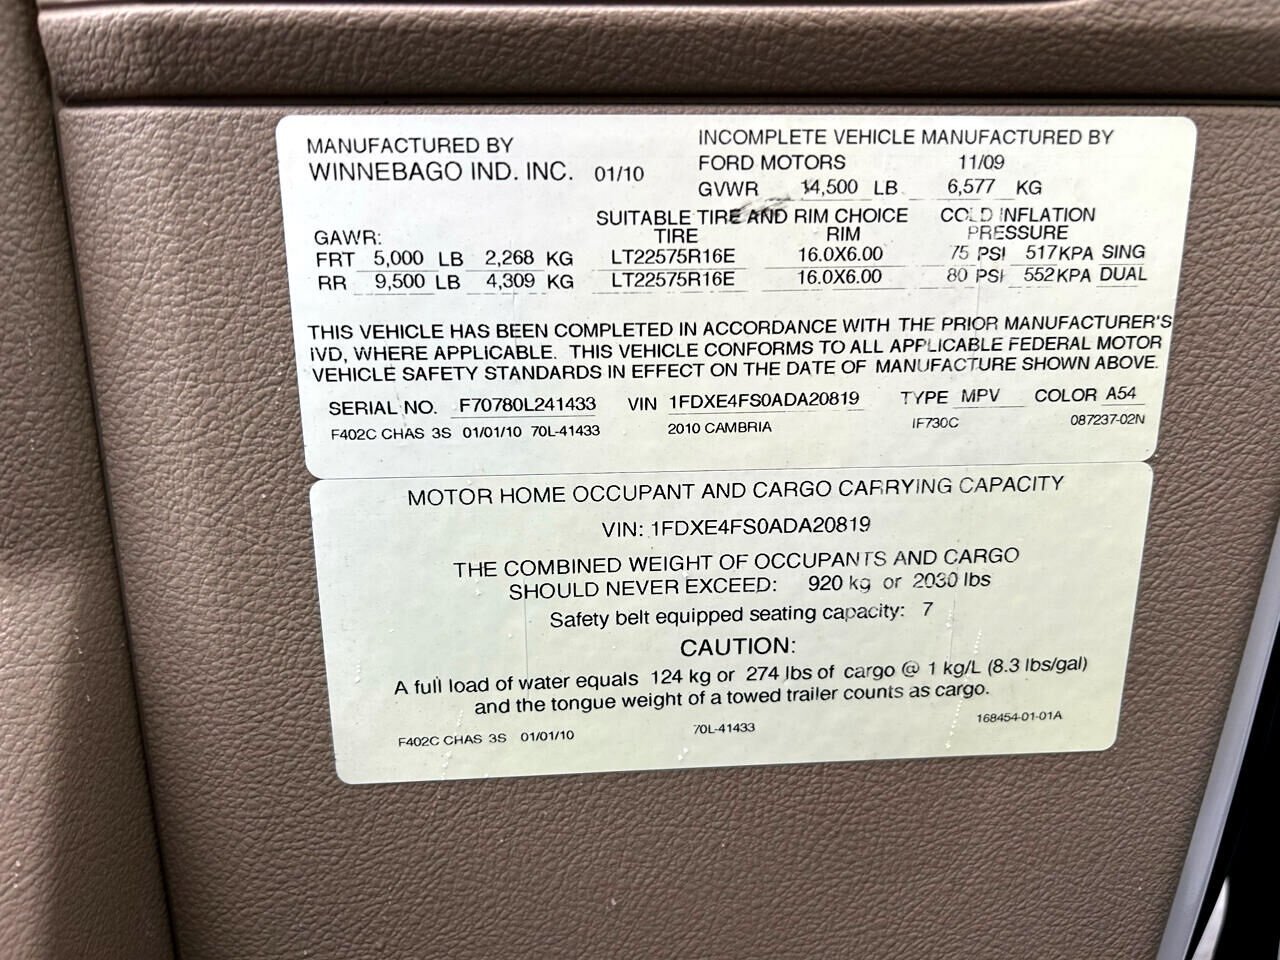 MANUFACTURED BY
WINNEBAGO IND. INC. 01/10
INCOMPLETE VEHICLE MANUFACTURED BY
FORD MOTORS 11/09
GVWR 14,500 LB 6,577 KG
SUITABLE TIRE AND RIM CHOICE COLD INFLATION
GAWR: TIRE RIM PRESSURE
FRT 5,000 LB 2,268 KG LT22575R16E 16.0X6.00 75 PSI 517KPA SING
RR 9,500 LB 4,309 KG LT22575R16E 16.0X6.00 80 PSI 552KPA DUAL
THIS VEHICLE HAS BEEN COMPLETED IN ACCORDANCE WITH THE PRIOR MANUFACTURER'S
IVD, WHERE APPLICABLE. THIS VEHICLE CONFORMS TO ALL APPLICABLE FEDERAL MOTOR
VEHICLE SAFETY STANDARDS IN EFFECT ON THE DATE OF MANUFACTURE SHOWN ABOVE.
SERIAL NO. F70780L241433 VIN 1FDXE4FS0ADA20819 TYPE MPV COLOR A54
F402C CHAS 3S 01/01/10 70L-41433 2010 CAMBRIA IF730C 087237-02N
MOTOR HOME OCCUPANT AND CARGO CARRYING CAPACITY
VIN: 1FDXE4FS0ADA20819
THE COMBINED WEIGHT OF OCCUPANTS AND CARGO
SHOULD NEVER EXCEED: 920 kg or 2030 lbs
Safety belt equipped seating capacity: 7
CAUTION:
A full load of water equals 124 kg or 274 lbs of cargo @ 1 kg/L (8.3 lbs/gal)
and the tongue weight of a towed trailer counts as cargo.
F402C CHAS 3S 01/01/10 70L-41433 168454-01-01A